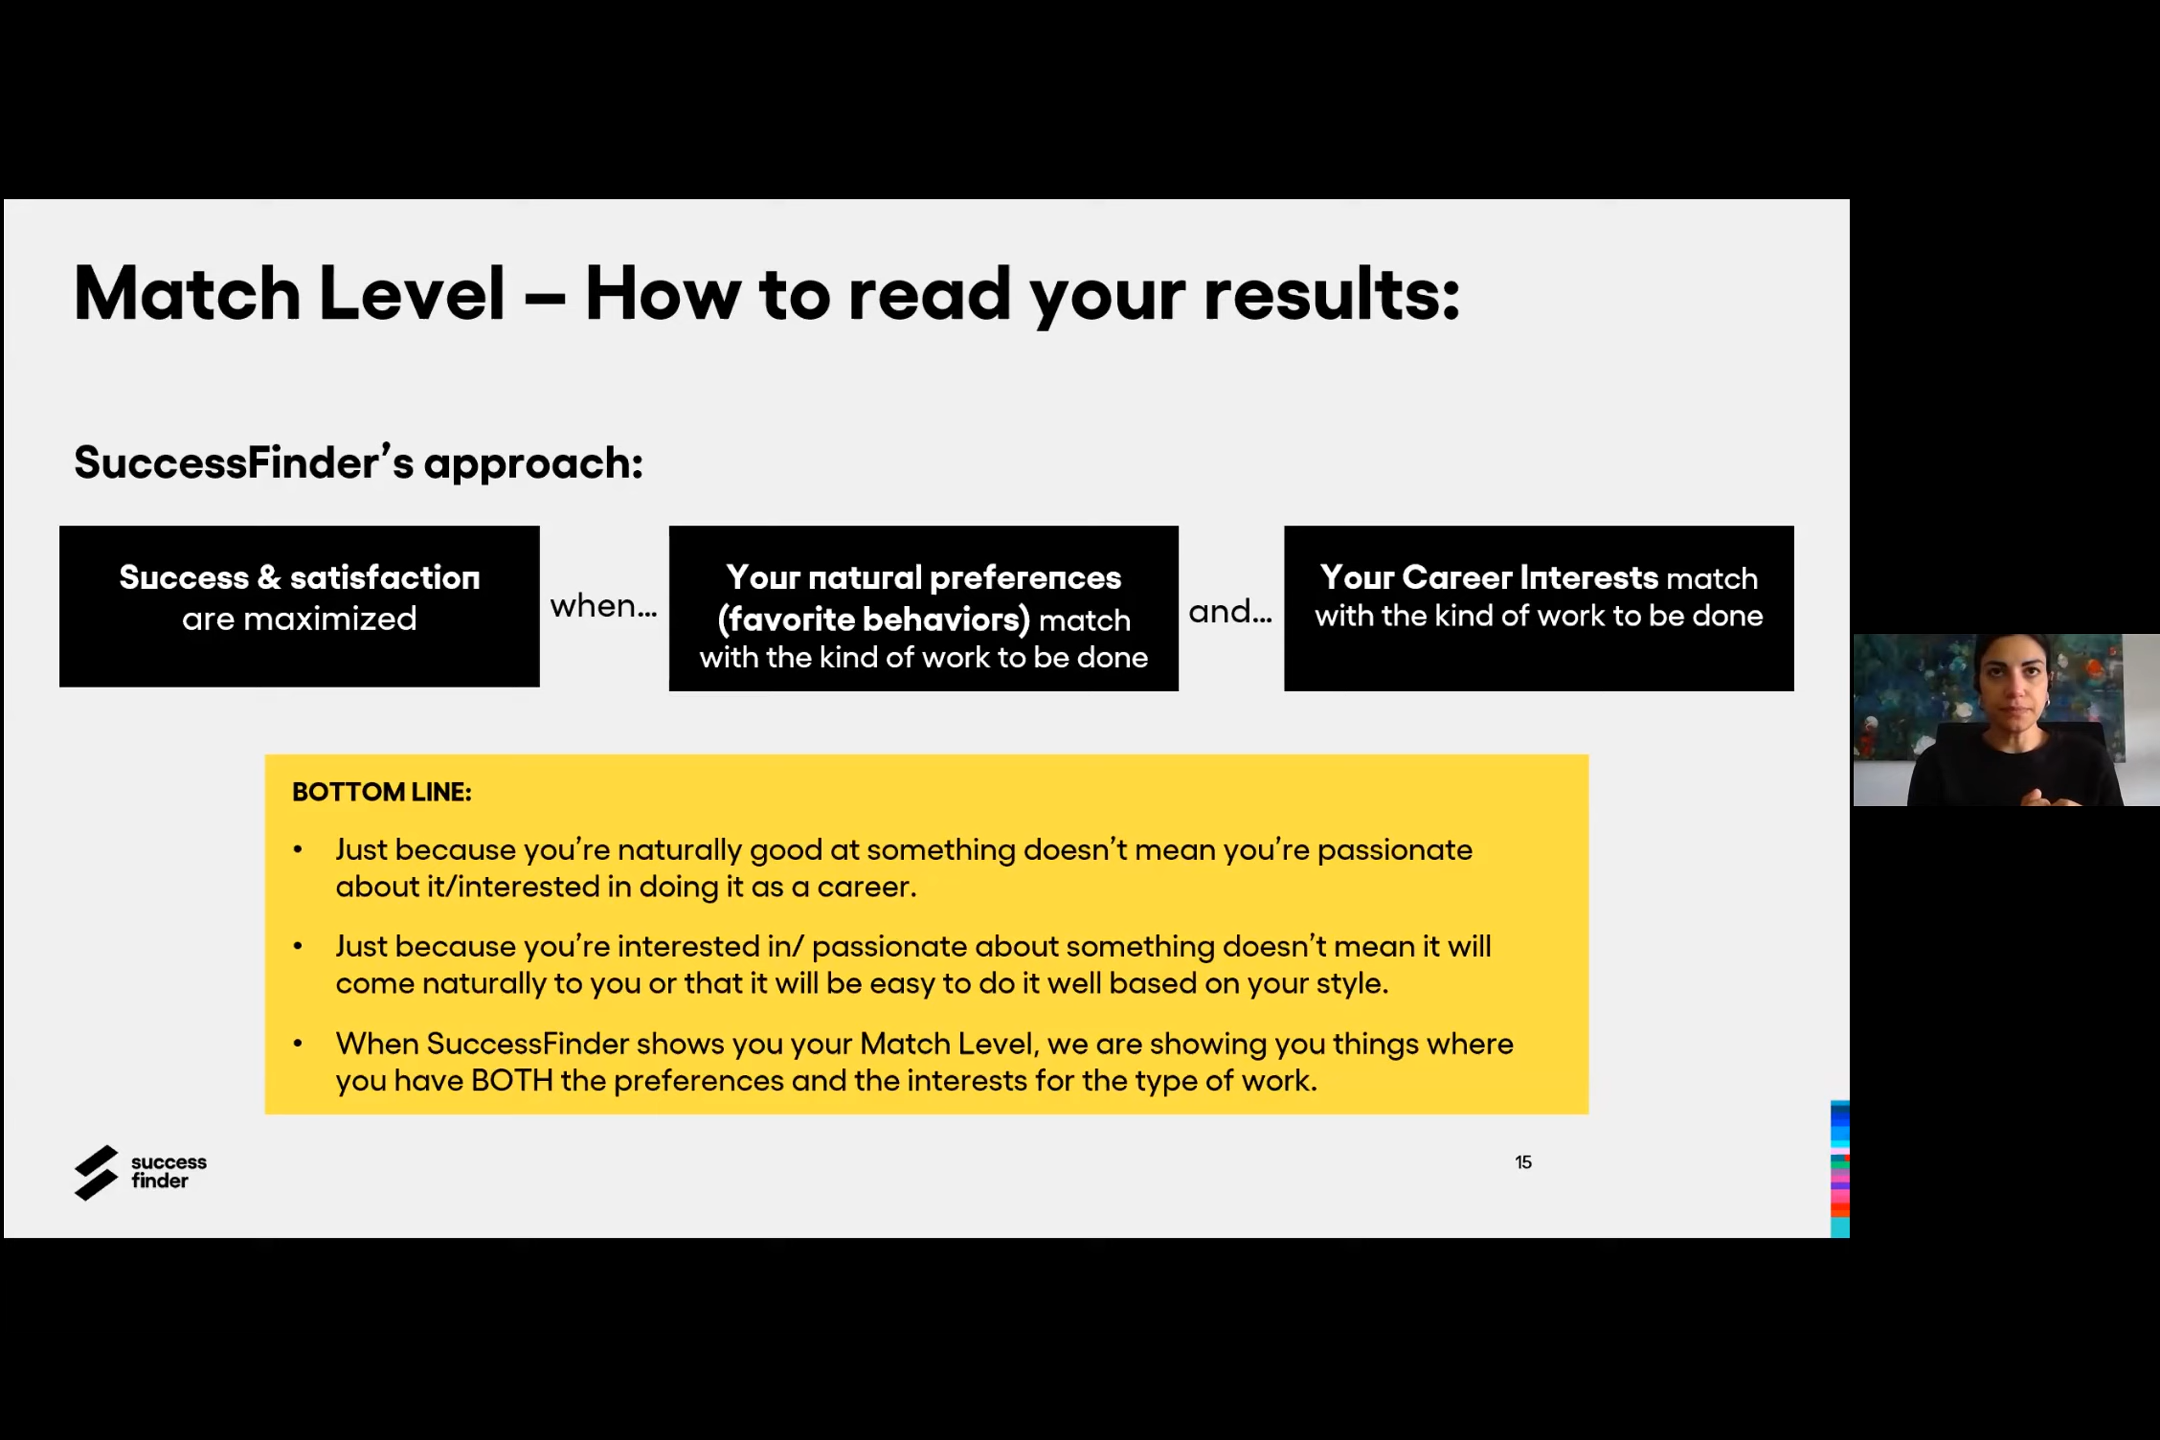 Match Level – How to read your results:
SuccessFinder’s approach:
Success & satisfaction
are maximized
when...
Your natural preferences
(favorite behaviors) match
with the kind of work to be done
and...
Your Career Interests match
with the kind of work to be done
BOTTOM LINE:
• Just because you’re naturally good at something doesn’t mean you’re passionate
about it/interested in doing it as a career.
• Just because you’re interested in/ passionate about something doesn’t mean it will
come naturally to you or that it will be easy to do it well based on your style.
• When SuccessFinder shows you your Match Level, we are showing you things where
you have BOTH the preferences and the interests for the type of work.
success
finder
15